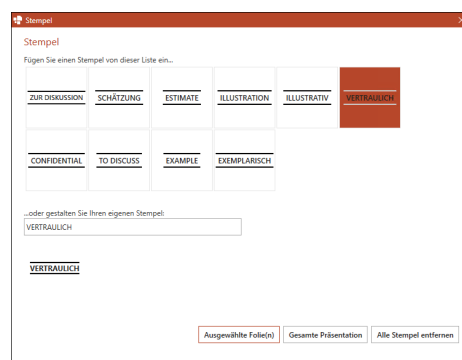 Stempel
Stempel
Fügen Sie einen Stempel von dieser Liste ein...
ZUR DISKUSSION SCHÄTZUNG ESTIMATE ILLUSTRATION ILLUSTRATIV VERTRAULICH
CONFIDENTIAL TO DISCUSS EXAMPLE EXEMPLARISCH
...oder gestalten Sie Ihren eigenen Stempel:
VERTRAULICH
VERTRAULICH
Ausgewählte Folie(n) Gesamte Präsentation Alle Stempel entfernen